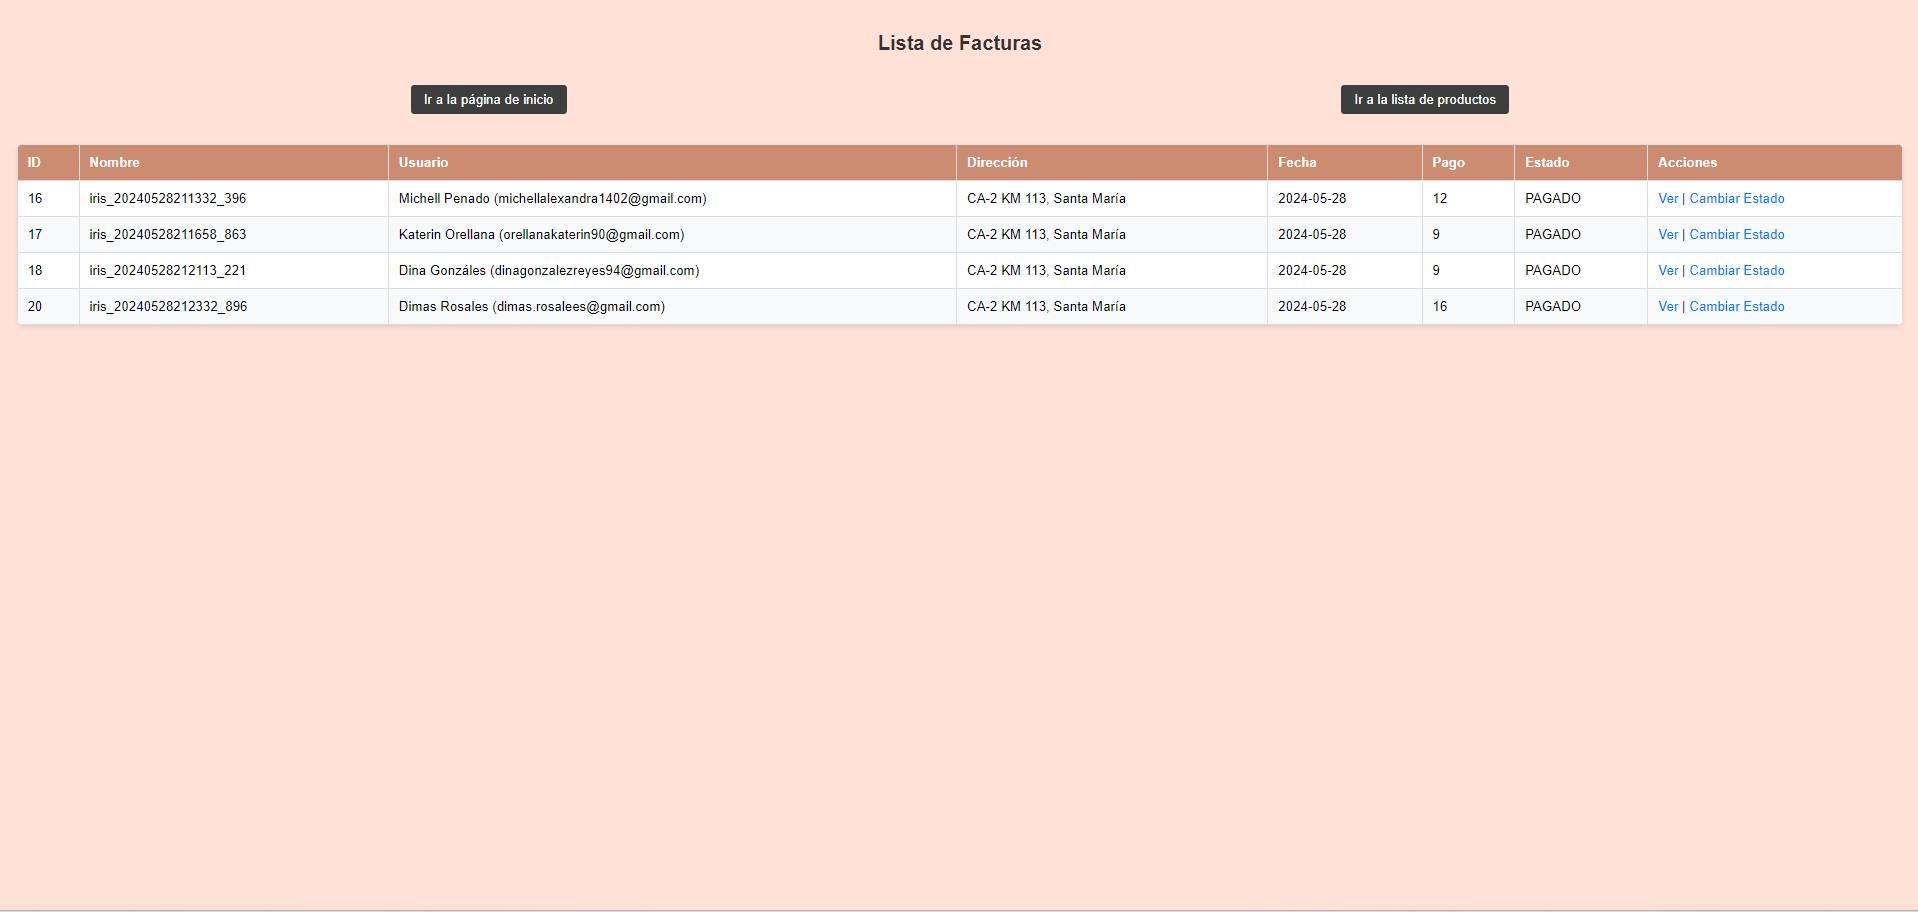 Lista de Facturas
Ir a la página de inicio
Ir a la lista de productos
ID Nombre Usuario Dirección Fecha Pago Estado Acciones
16 iris_20240528211332_396 Michell Penado (michellalexandra1402@gmail.com) CA-2 KM 113, Santa María 2024-05-28 12 PAGADO Ver | Cambiar Estado
17 iris_20240528211658_863 Katerin Orellana (orellanakaterin90@gmail.com) CA-2 KM 113, Santa María 2024-05-28 9 PAGADO Ver | Cambiar Estado
18 iris_20240528212113_221 Dina Gonzáles (dinagonzalezreyes94@gmail.com) CA-2 KM 113, Santa María 2024-05-28 9 PAGADO Ver | Cambiar Estado
20 iris_20240528212332_896 Dimas Rosales (dimas.rosalees@gmail.com) CA-2 KM 113, Santa María 2024-05-28 16 PAGADO Ver | Cambiar Estado